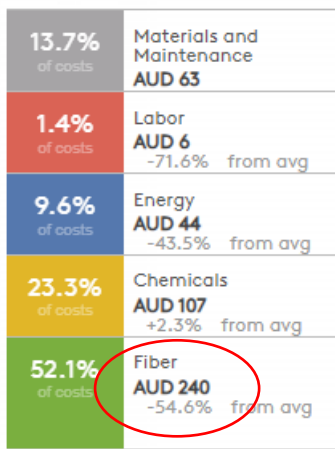 13.7%
of costs
Materials and
Maintenance
AUD 63
1.4%
of costs
Labor
AUD 6
-71.6% from avg
9.6%
of costs
Energy
AUD 44
-43.5% from avg
23.3%
of costs
Chemicals
AUD 107
+2.3% from avg
52.1%
of costs
Fiber
AUD 240
-54.6% from avg